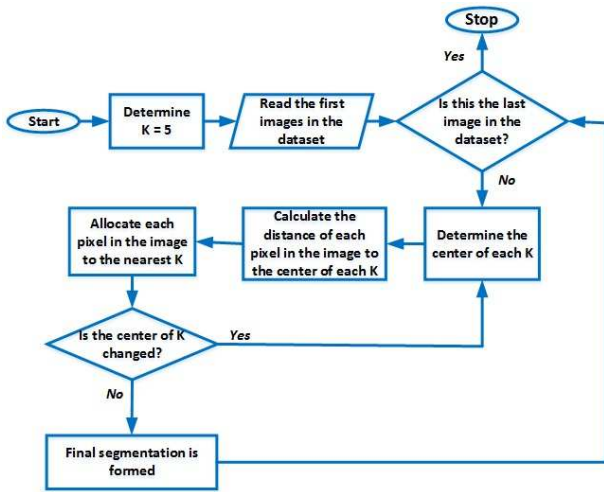 Stop
Yes
Start
Determine
K = 5
Read the first
images in the
dataset
Is this the last
image in the
dataset?
No
Allocate each
pixel in the image
to the nearest K
Calculate the
distance of each
pixel in the image to
the center of each K
Determine the
center of each K
Is the center of K
changed?
Yes
No
Final segmentation is
formed